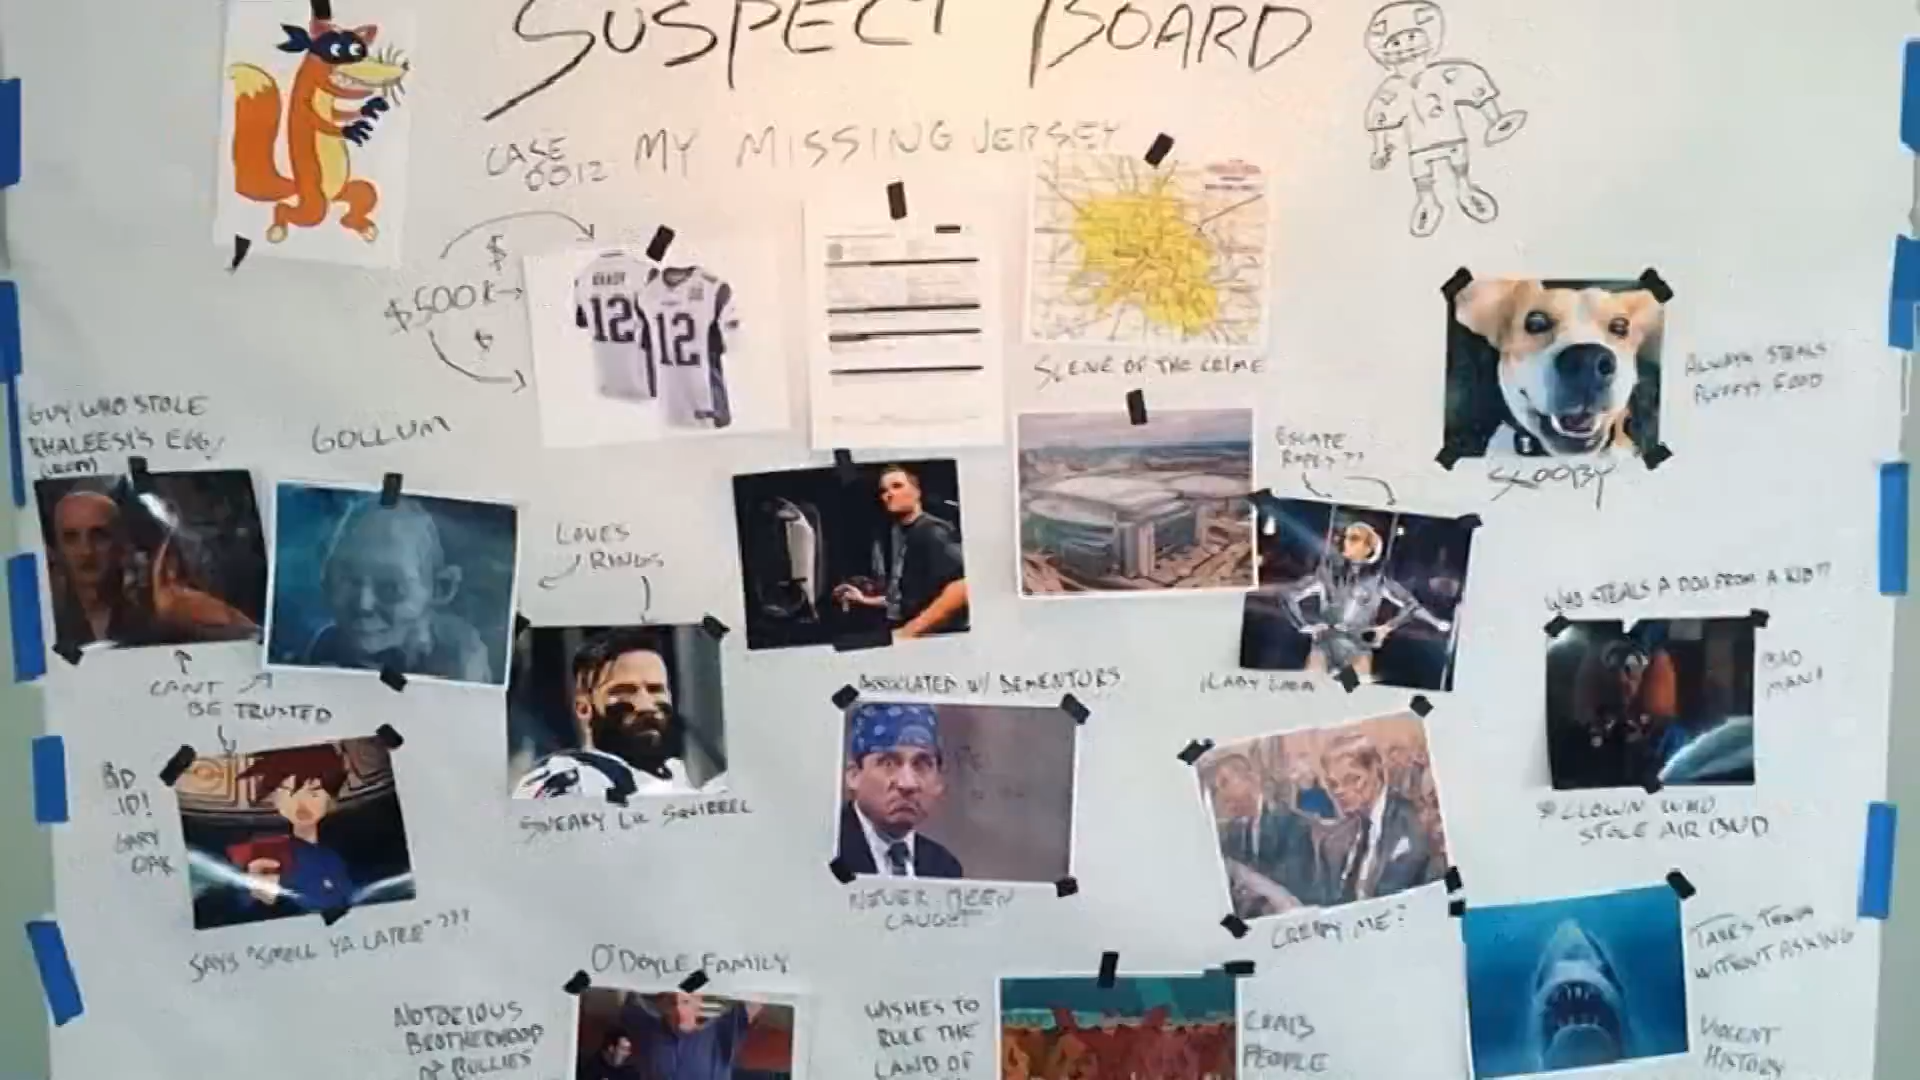 SUSPECT BOARD
CASE
0012
MY MISSING JERSEY
$
$500K
$
BRADY
12
12
SCENE OF THE CRIME
ALWAYS STEALS
FLUFFYS FOOD
SCOOBY
GUY WHO STOLE
KHALEESI'S EGG!
GOLLUM
ESCAPE
ROPES??
LOVES
RINGS
CAN'T
BE TRUSTED
WHO STEALS A DOG FROM A KID??
BAD
MAN!
ASSOCIATED W/ DEMENTORS
LADY GAGA
BAD
ID!
GARY
OAK
SNEAKY LIL SQUIRREL
CLOWN WHO
STOLE AIR BUD
NEVER BEEN
CAUGHT
CREEPY ME?
SAYS "SMELL YA LATER"???
TAKES THINGS
WITHOUT ASKING
VIOLENT
HISTORY
O'DOYLE FAMILY
NOTORIOUS
BROTHERHOOD
OF BULLIES
WISHES TO
RULE THE
LAND OF
CRAB
PEOPLE